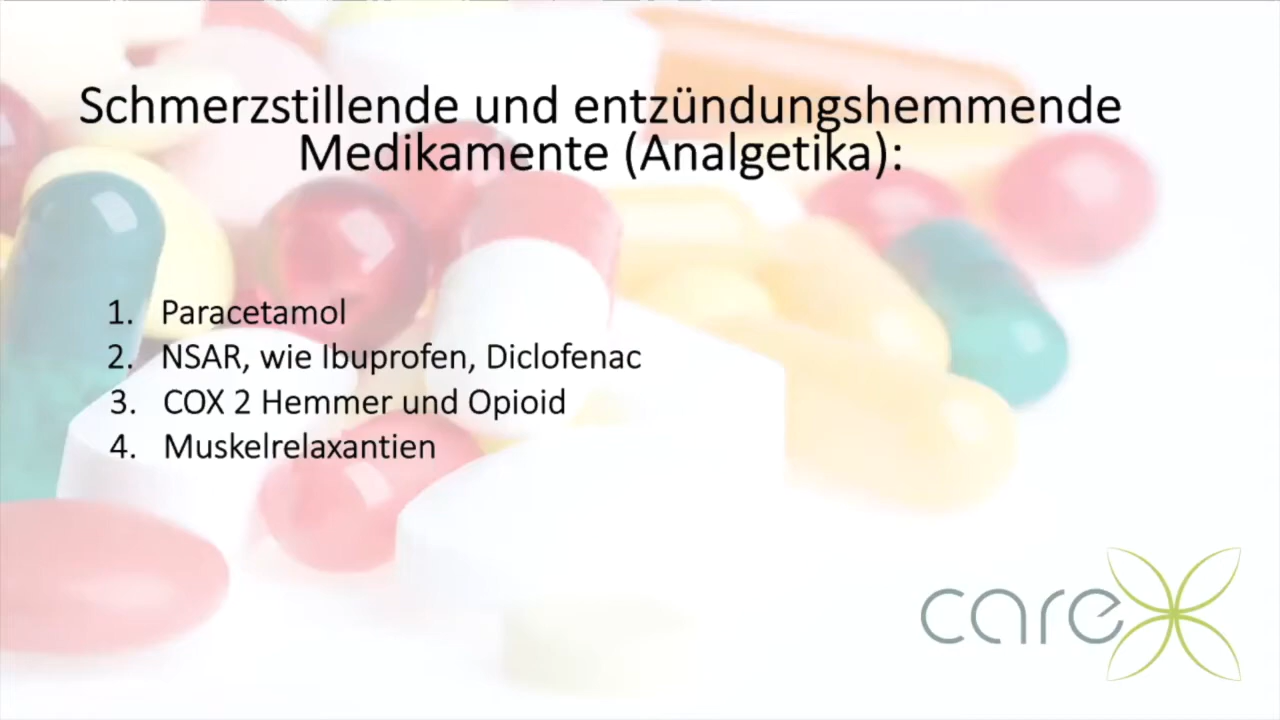 Schmerzstillende und entzündungshemmende
Medikamente (Analgetika):
1. Paracetamol
2. NSAR, wie Ibuprofen, Diclofenac
3. COX 2 Hemmer und Opioid
4. Muskelrelaxantien
care